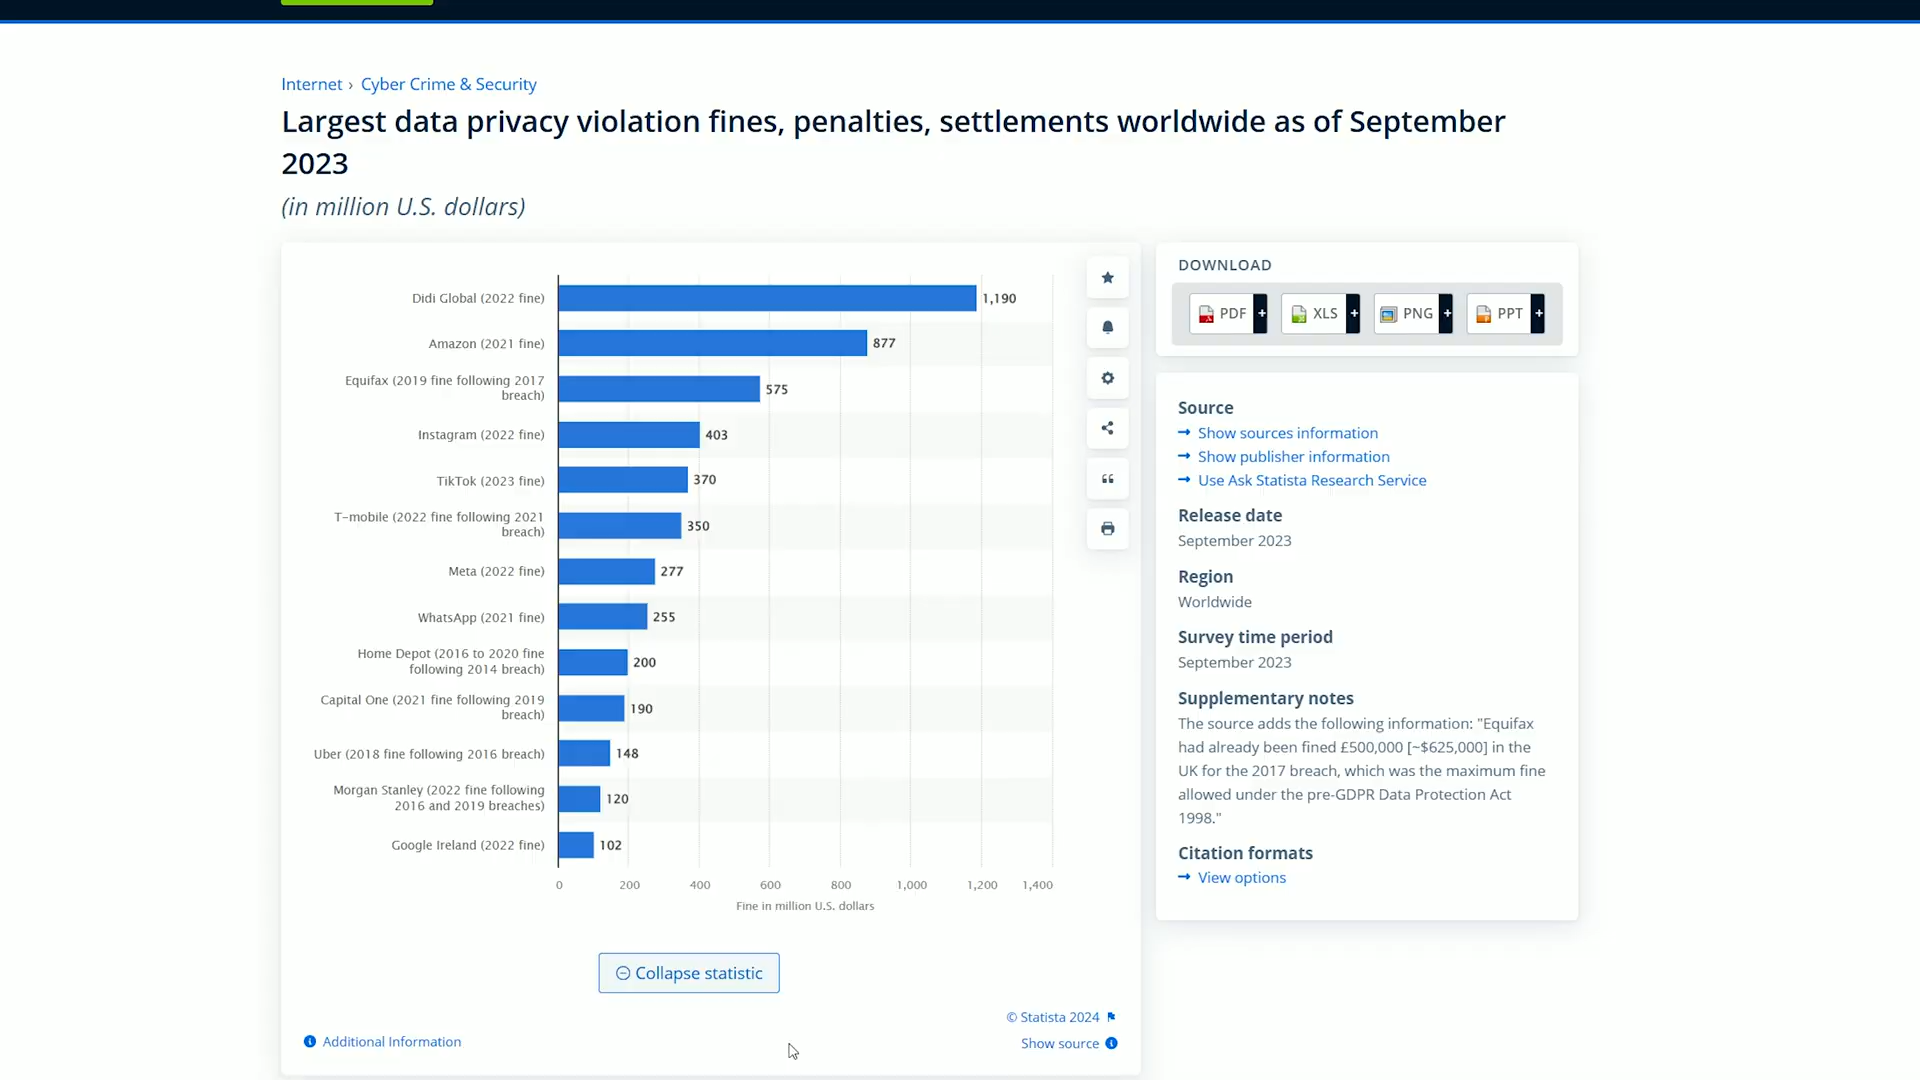 Internet › Cyber Crime & Security
Largest data privacy violation fines, penalties, settlements worldwide as of September
2023
(in million U.S. dollars)
Didi Global (2022 fine)
1,190
Amazon (2021 fine)
877
Equifax (2019 fine following 2017
breach)
575
Instagram (2022 fine)
403
TikTok (2023 fine)
370
T-mobile (2022 fine following 2021
breach)
350
Meta (2022 fine)
277
WhatsApp (2021 fine)
255
Home Depot (2016 to 2020 fine
following 2014 breach)
200
Capital One (2021 fine following 2019
breach)
190
Uber (2018 fine following 2016 breach)
148
Morgan Stanley (2022 fine following
2016 and 2019 breaches)
120
Google Ireland (2022 fine)
102
0 200 400 600 800 1,000 1,200 1,400
Fine in million U.S. dollars
Collapse statistic
© Statista 2024
Additional Information
Show source
DOWNLOAD
PDF + XLS + PNG + PPT +
Source
Show sources information
Show publisher information
Use Ask Statista Research Service
Release date
September 2023
Region
Worldwide
Survey time period
September 2023
Supplementary notes
The source adds the following information: "Equifax
had already been fined £500,000 [~$625,000] in the
UK for the 2017 breach, which was the maximum fine
allowed under the pre-GDPR Data Protection Act
1998."
Citation formats
View options